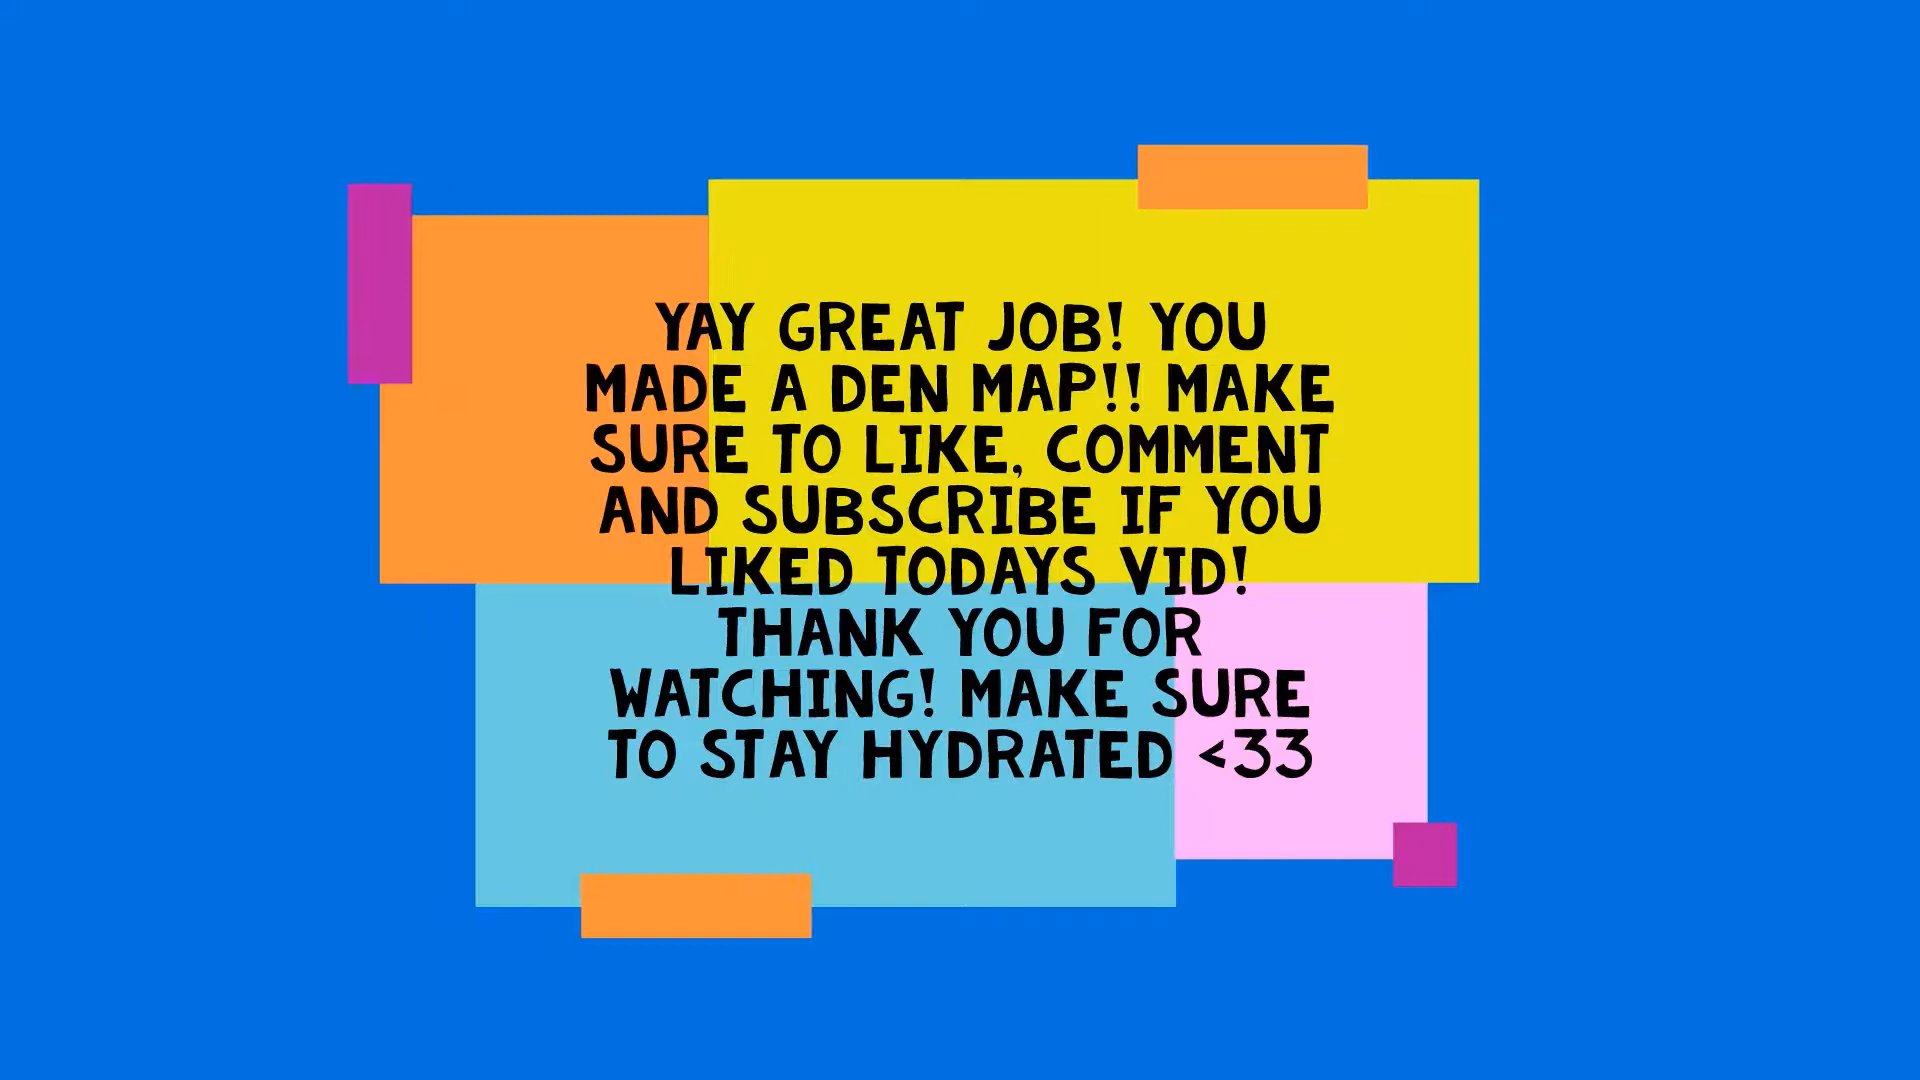 YAY GREAT JOB! YOU
MADE A DEN MAP!! MAKE
SURE TO LIKE, COMMENT
AND SUBSCRIBE IF YOU
LIKED TODAYS VID!
THANK YOU FOR
WATCHING! MAKE SURE
TO STAY HYDRATED <33